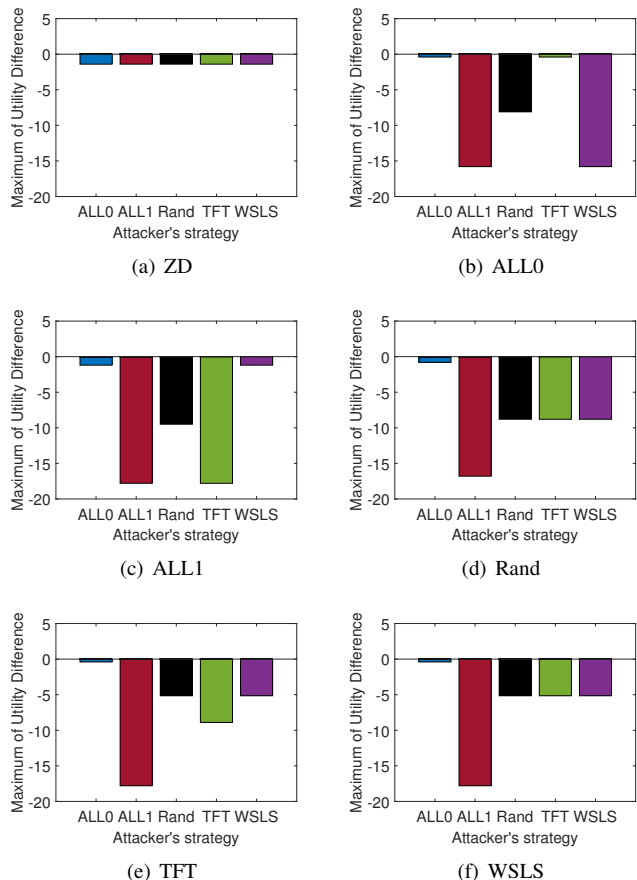 Maximum of Utility Difference
5
0
-5
-10
-15
-20
ALL0 ALL1 Rand TFT WSLS
Attacker's strategy
(a) ZD
Maximum of Utility Difference
5
0
-5
-10
-15
-20
ALL0 ALL1 Rand TFT WSLS
Attacker's strategy
(b) ALL0
Maximum of Utility Difference
5
0
-5
-10
-15
-20
ALL0 ALL1 Rand TFT WSLS
Attacker's strategy
(c) ALL1
Maximum of Utility Difference
5
0
-5
-10
-15
-20
ALL0 ALL1 Rand TFT WSLS
Attacker's strategy
(d) Rand
Maximum of Utility Difference
5
0
-5
-10
-15
-20
ALL0 ALL1 Rand TFT WSLS
Attacker's strategy
(e) TFT
Maximum of Utility Difference
5
0
-5
-10
-15
-20
ALL0 ALL1 Rand TFT WSLS
Attacker's strategy
(f) WSLS